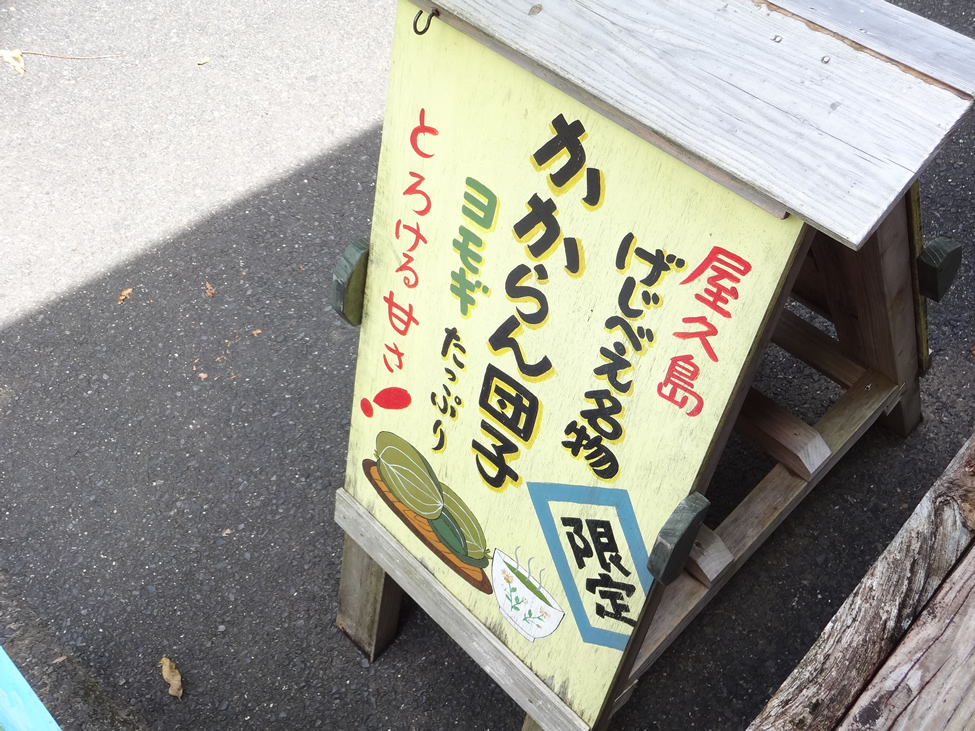 屋久島
げじべえ名物
限定
かからん団子
ヨモギたっぷり
とろける甘さ!